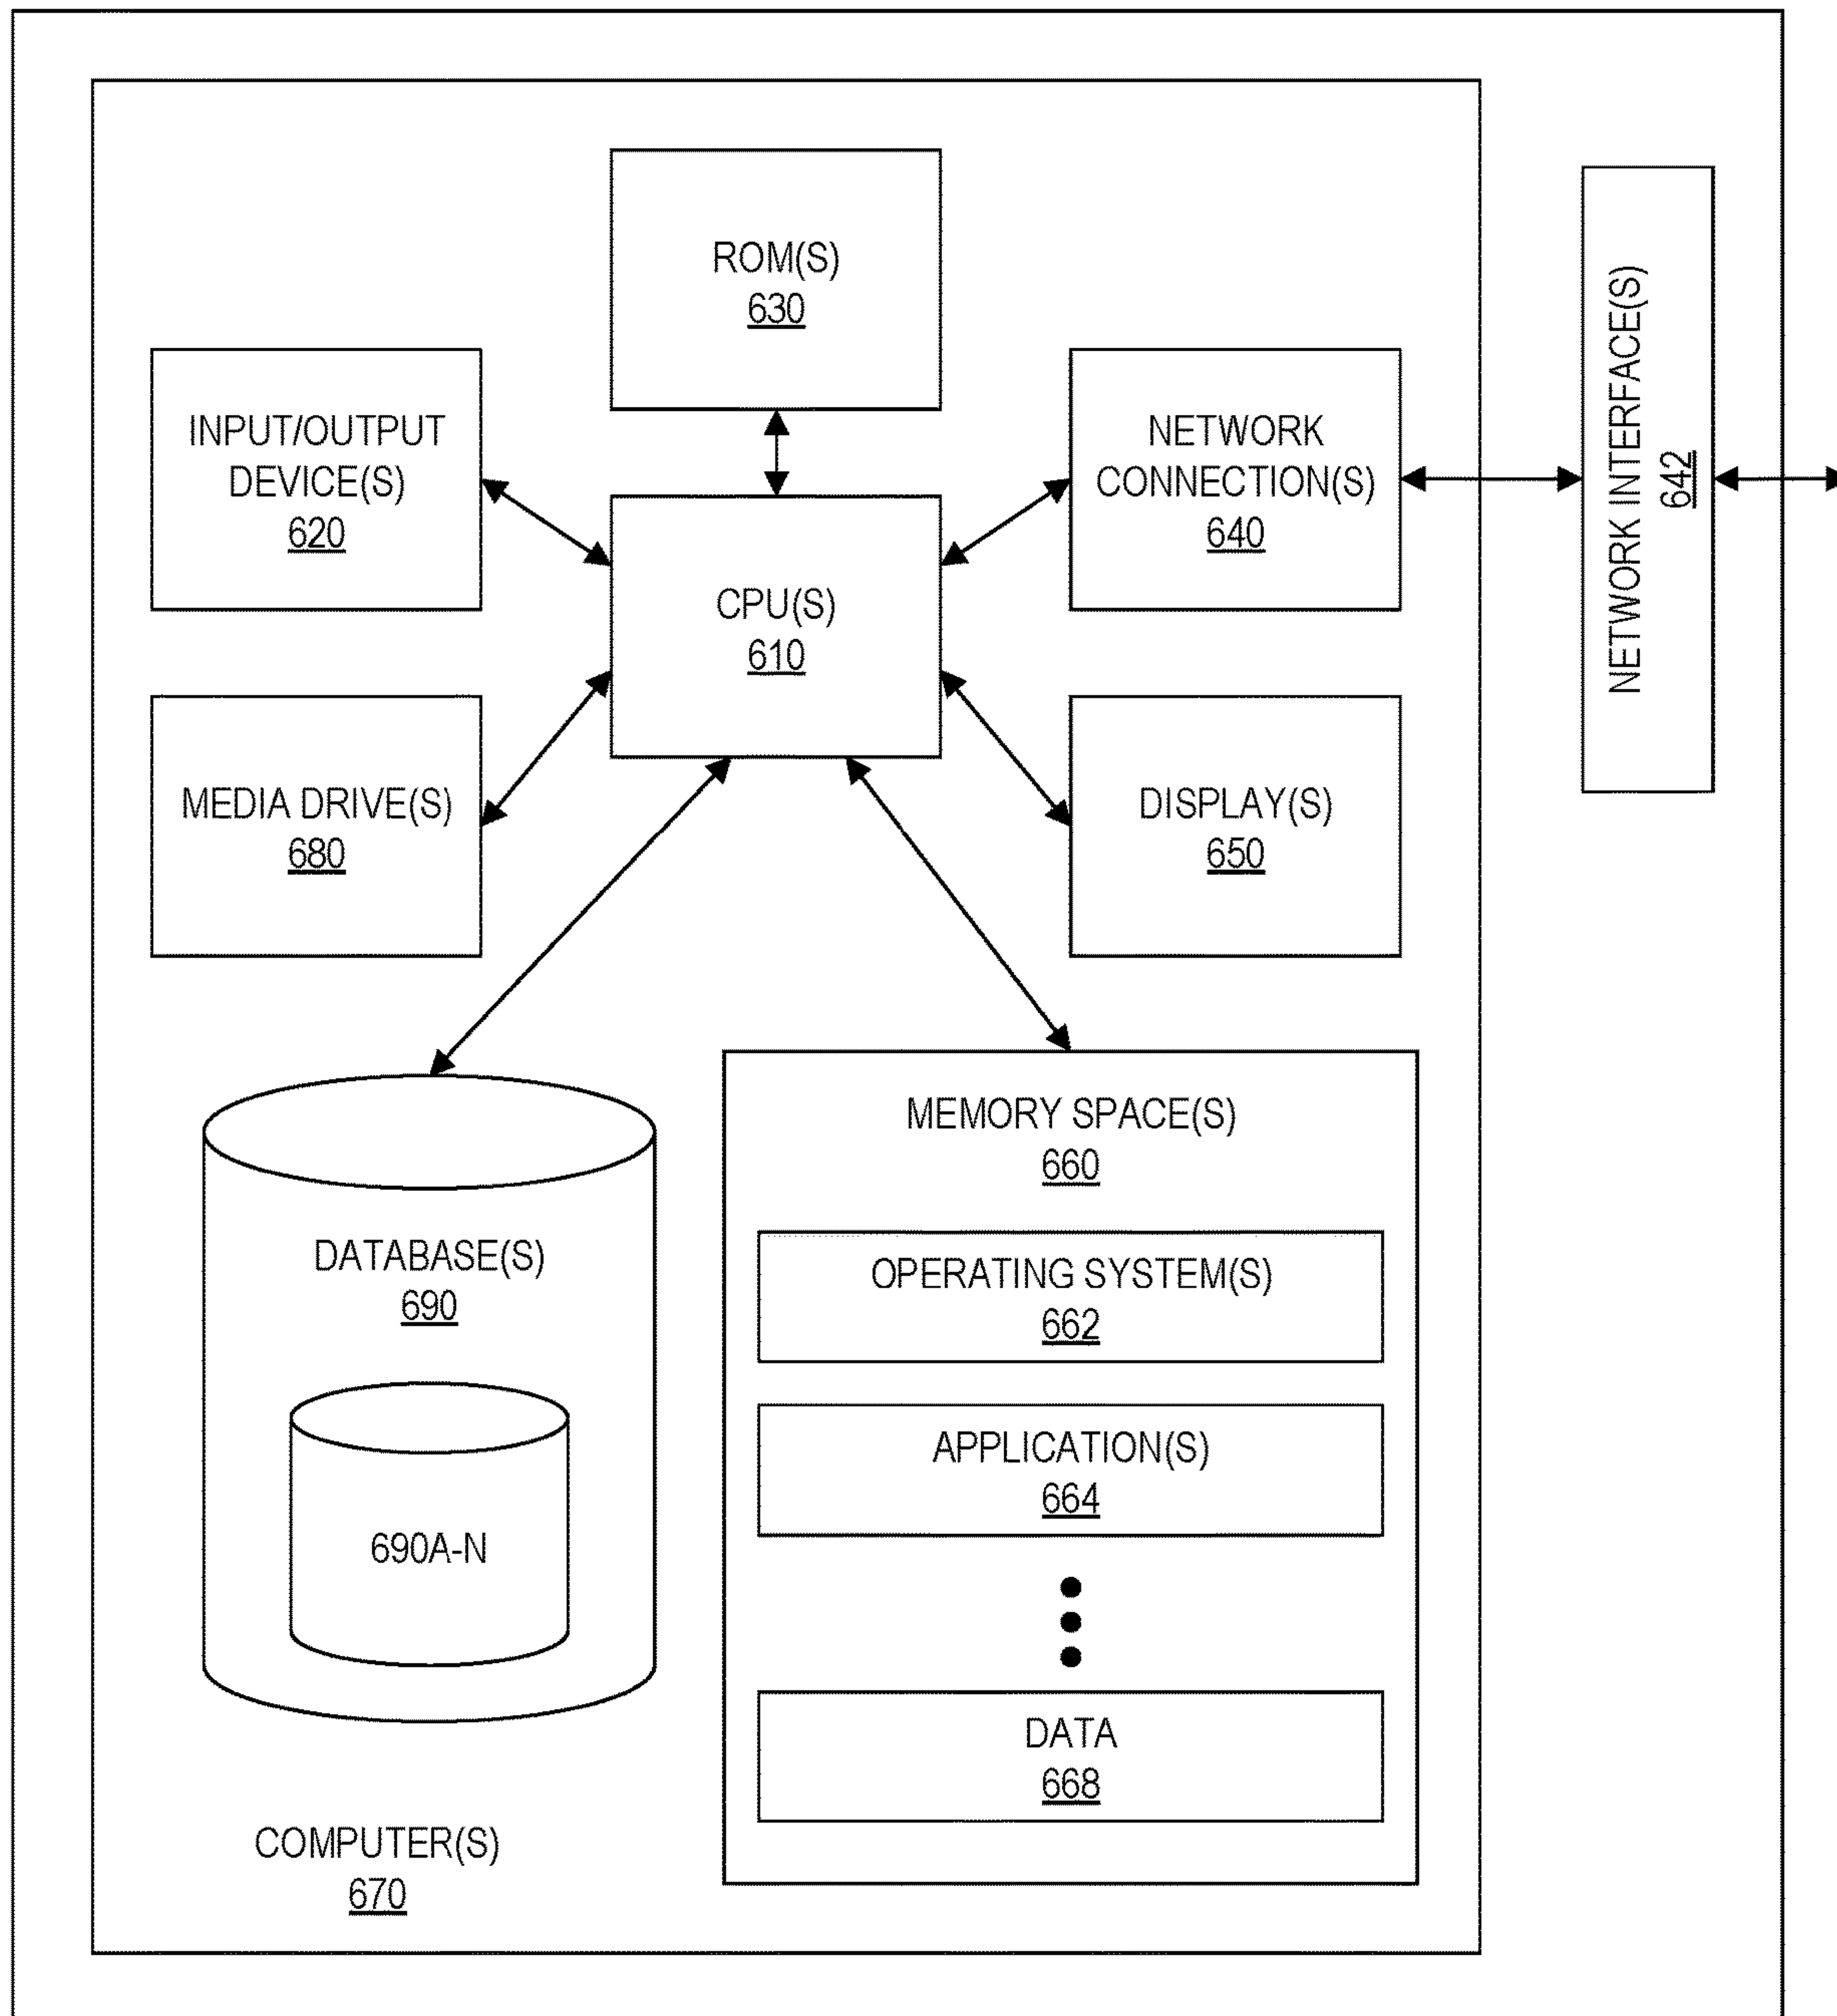 ROM(S)
630
INPUT/OUTPUT
DEVICE(S)
620
NETWORK
CONNECTION(S)
640
NETWORK INTERFACE(S)
642
CPU(S)
610
MEDIA DRIVE(S)
680
DISPLAY(S)
650
DATABASE(S)
690
690A-N
MEMORY SPACE(S)
660
OPERATING SYSTEM(S)
662
APPLICATION(S)
664
DATA
668
COMPUTER(S)
670